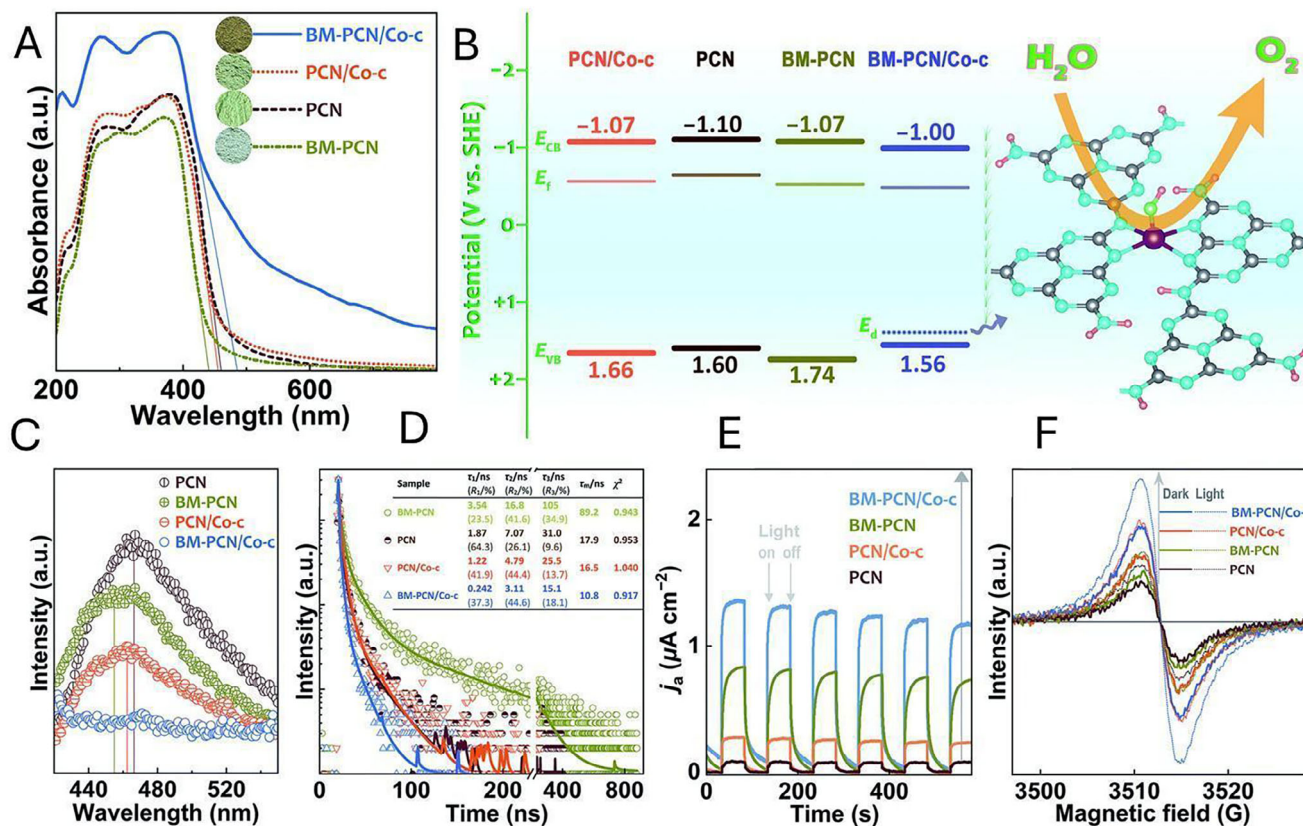 A
BM-PCN/Co-c
PCN/Co-c
PCN
BM-PCN
Absorbance (a.u.)
200 400 600
Wavelength (nm)
B
PCN/Co-c PCN BM-PCN BM-PCN/Co-c
Potential (V vs. SHE)
−2
−1
0
+1
+2
E_CB
E_f
E_VB
−1.07 −1.10 −1.07 −1.00
E_d
1.66 1.60 1.74 1.56
H₂O
O₂
C
PCN
BM-PCN
PCN/Co-c
BM-PCN/Co-c
Intensity (a.u.)
440 480 520
Wavelength (nm)
D
Sample τ₁/ns (R₁/%) τ₂/ns (R₂/%) τ₃/ns (R₃/%) τₘ/ns χ²
BM-PCN 3.54 (23.5) 16.8 (41.6) 105 (34.9) 89.2 0.943
PCN 1.87 (64.3) 7.07 (26.1) 31.0 (9.6) 17.9 0.953
PCN/Co-c 1.22 (41.9) 4.79 (44.4) 25.5 (13.7) 16.5 1.040
BM-PCN/Co-c 0.242 (37.3) 3.11 (44.6) 15.1 (18.1) 10.8 0.917
Intensity (a.u.)
0 100 200 400 800
Time (ns)
E
BM-PCN/Co-c
BM-PCN
PCN/Co-c
PCN
Light
on off
jₐ (µA cm⁻²)
2
1
0
0 200 400
Time (s)
F
Dark Light
BM-PCN/Co-c
PCN/Co-c
BM-PCN
PCN
Intensity (a.u.)
3500 3510 3520
Magnetic field (G)